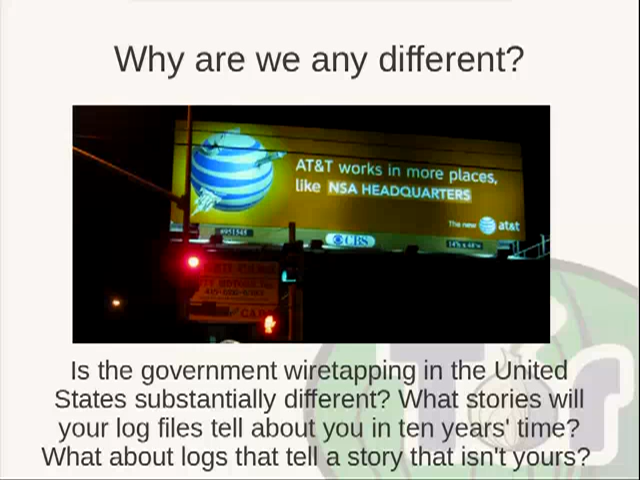 Why are we any different?
AT&T works in more places,
like NSA HEADQUARTERS
The new at&t
CBS
Is the government wiretapping in the United
States substantially different? What stories will
your log files tell about you in ten years' time?
What about logs that tell a story that isn't yours?
Tor